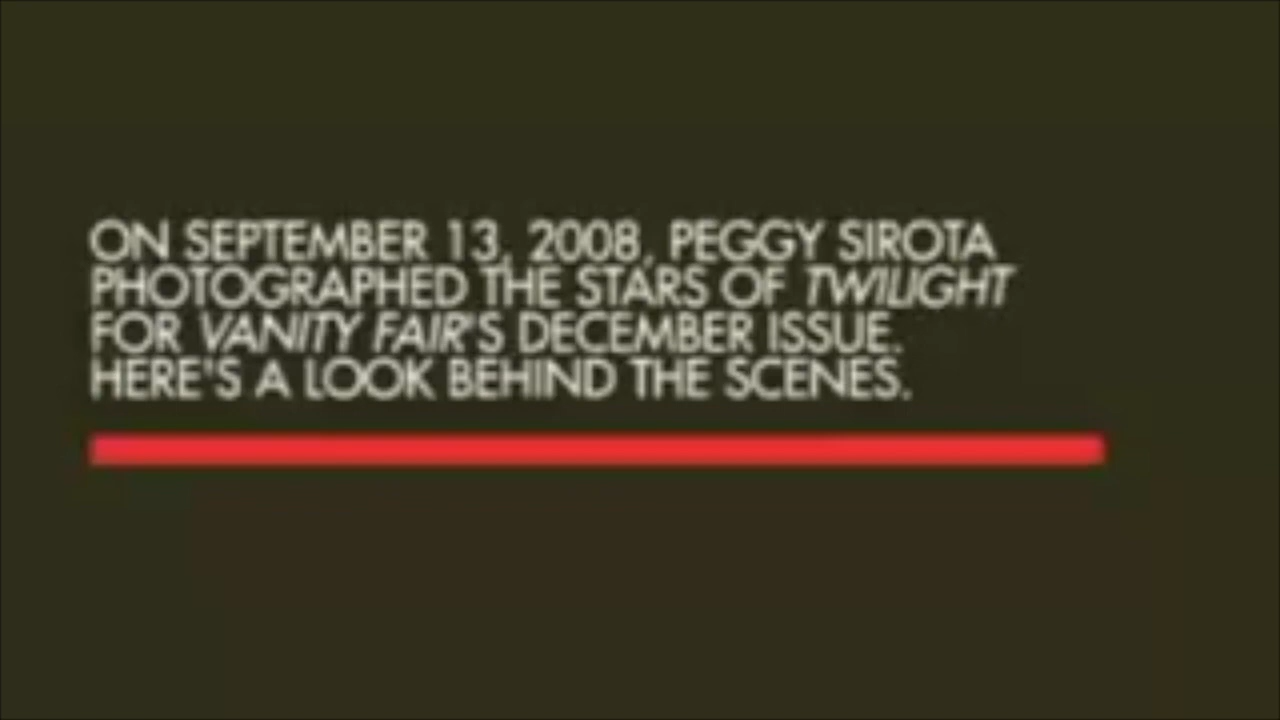 ON SEPTEMBER 13, 2008, PEGGY SIROTA
PHOTOGRAPHED THE STARS OF TWILIGHT
FOR VANITY FAIR'S DECEMBER ISSUE.
HERE'S A LOOK BEHIND THE SCENES.